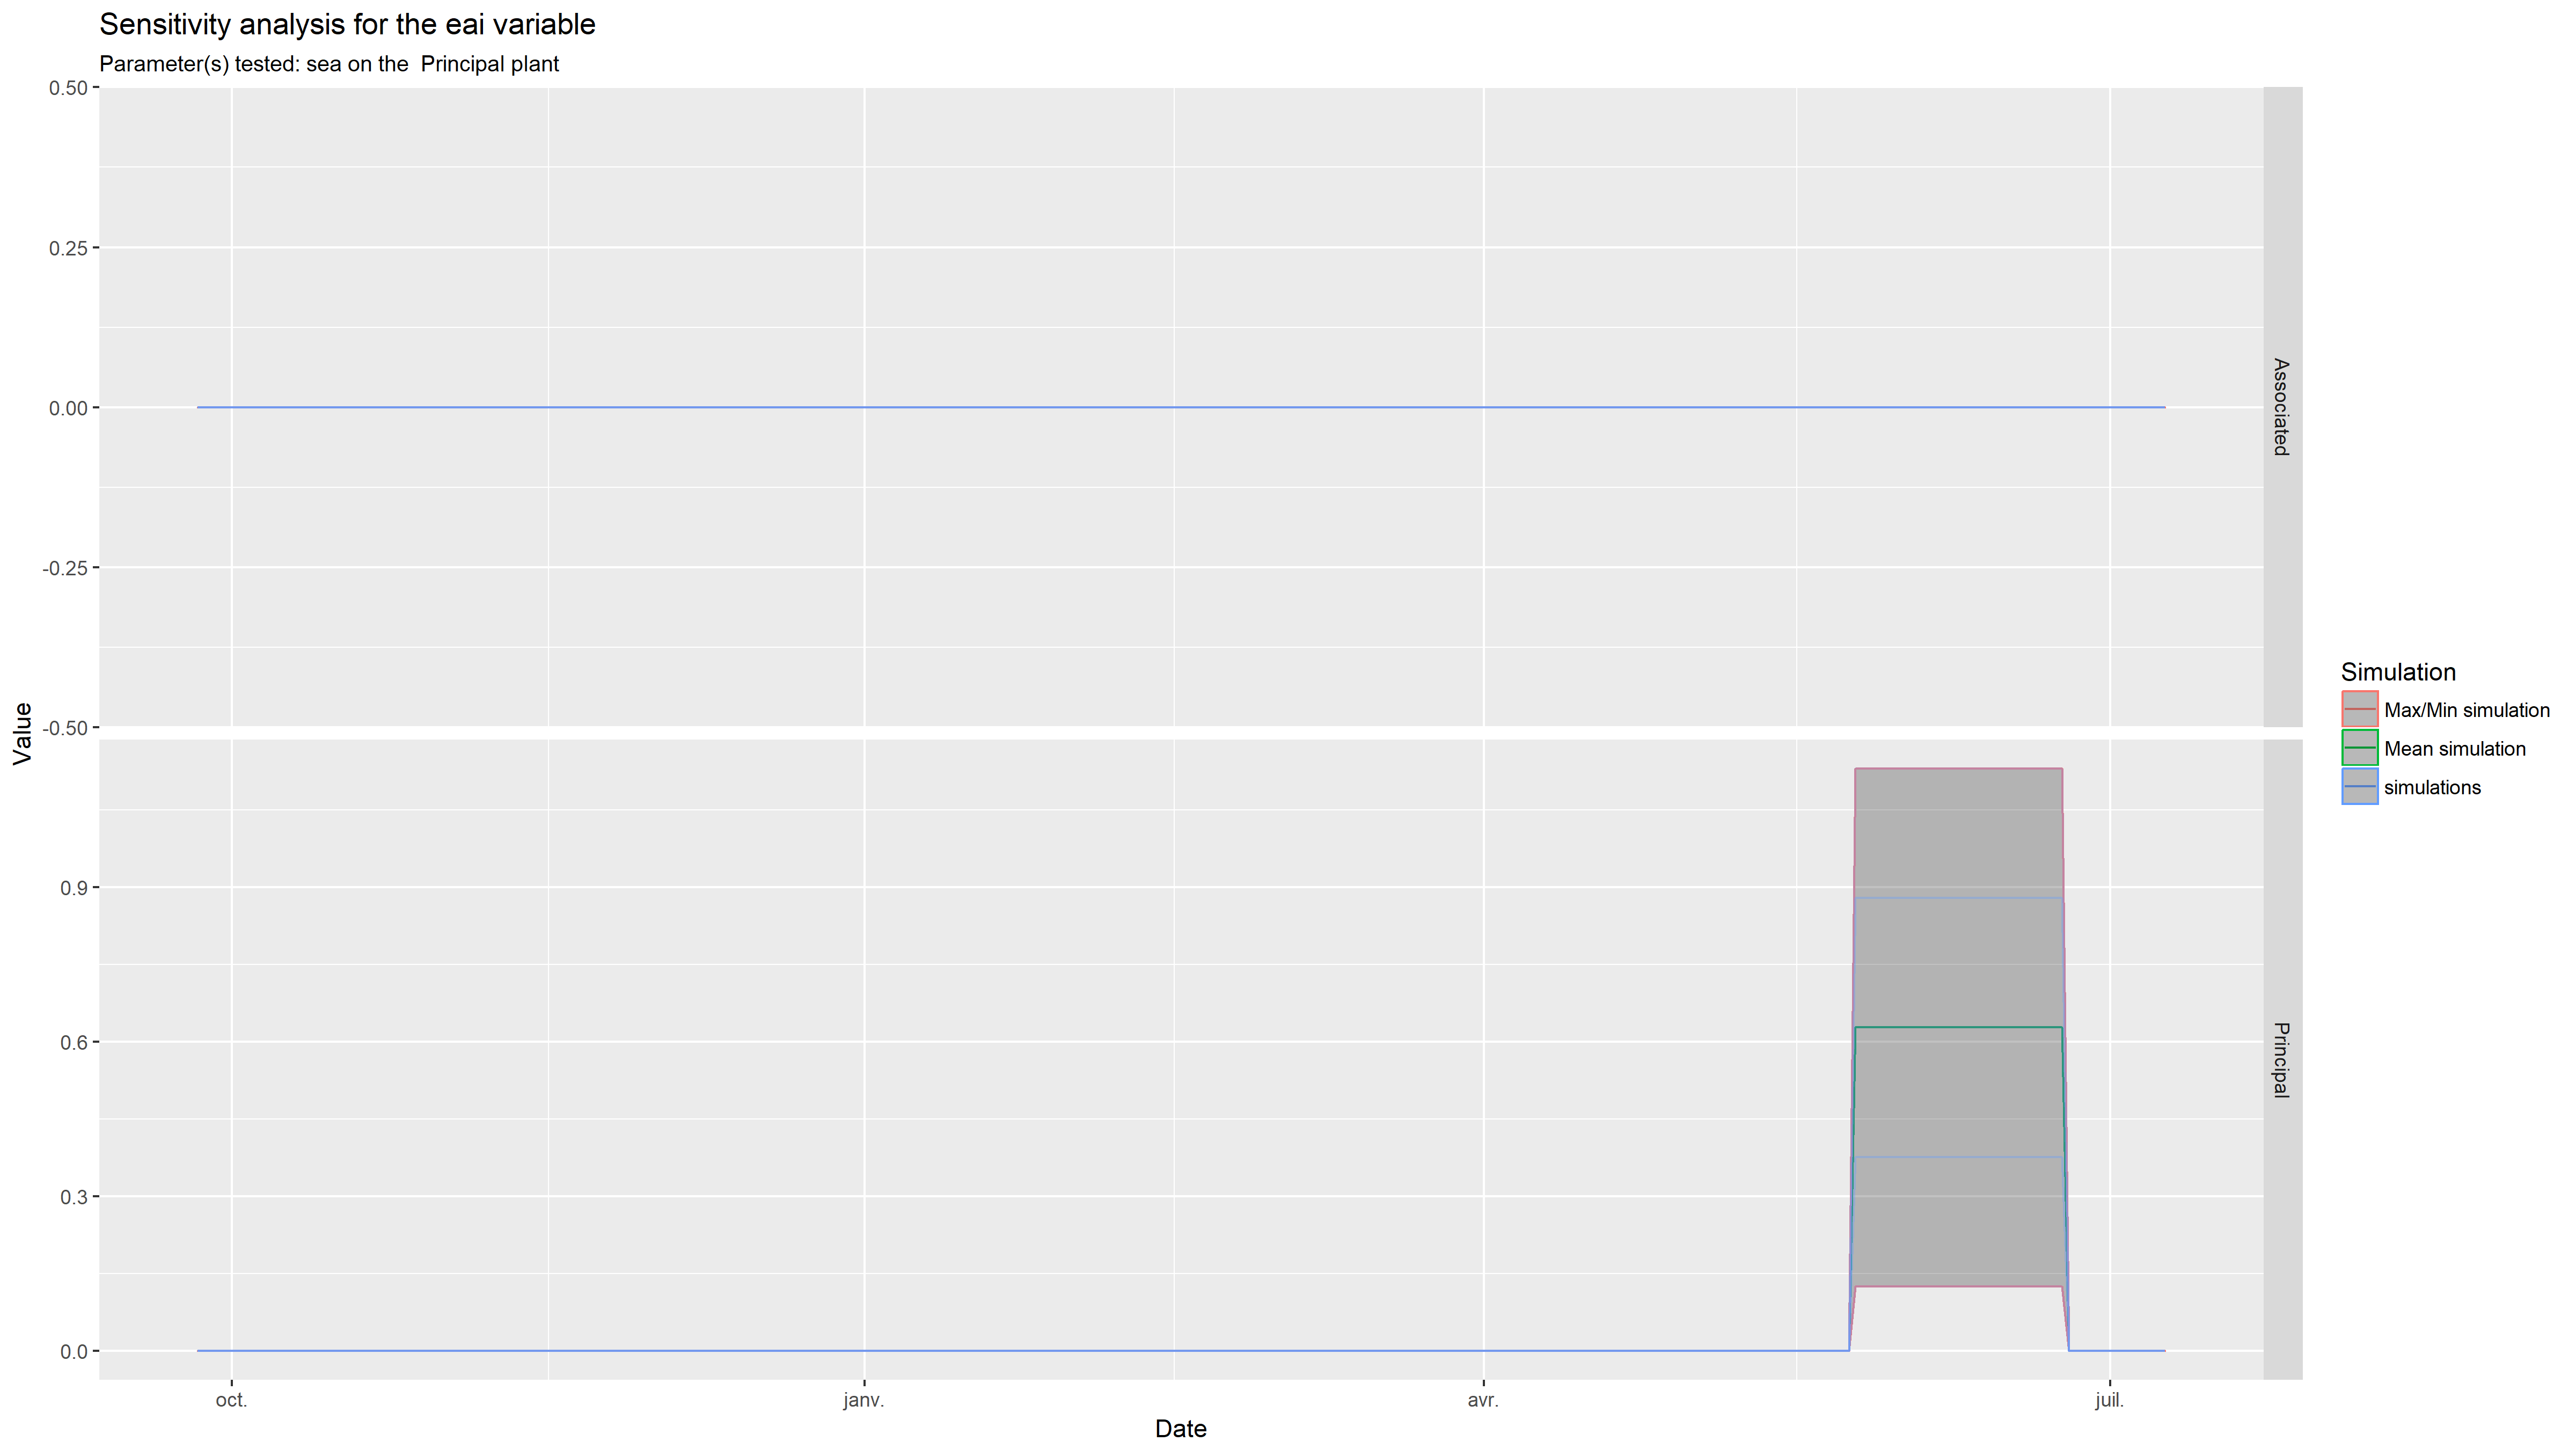 Sensitivity analysis for the eai variable
Parameter(s) tested: sea on the  Principal plant
0.50
0.25
0.00
-0.25
-0.50
Associated
Value
0.9
0.6
0.3
0.0
Principal
oct.
janv.
avr.
juil.
Date
Simulation
Max/Min simulation
Mean simulation
simulations